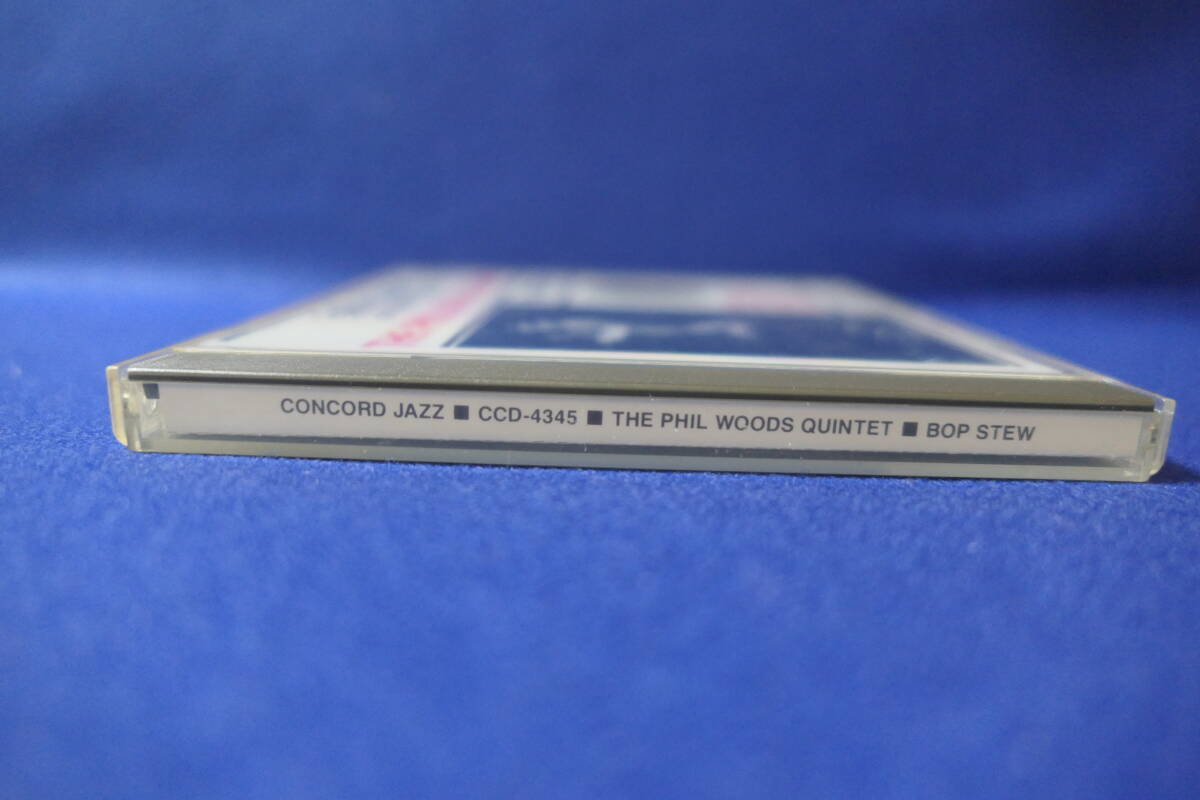 CONCORD JAZZ ■ CCD-4345 ■ THE PHIL WOODS QUINTET ■ BOP STEW